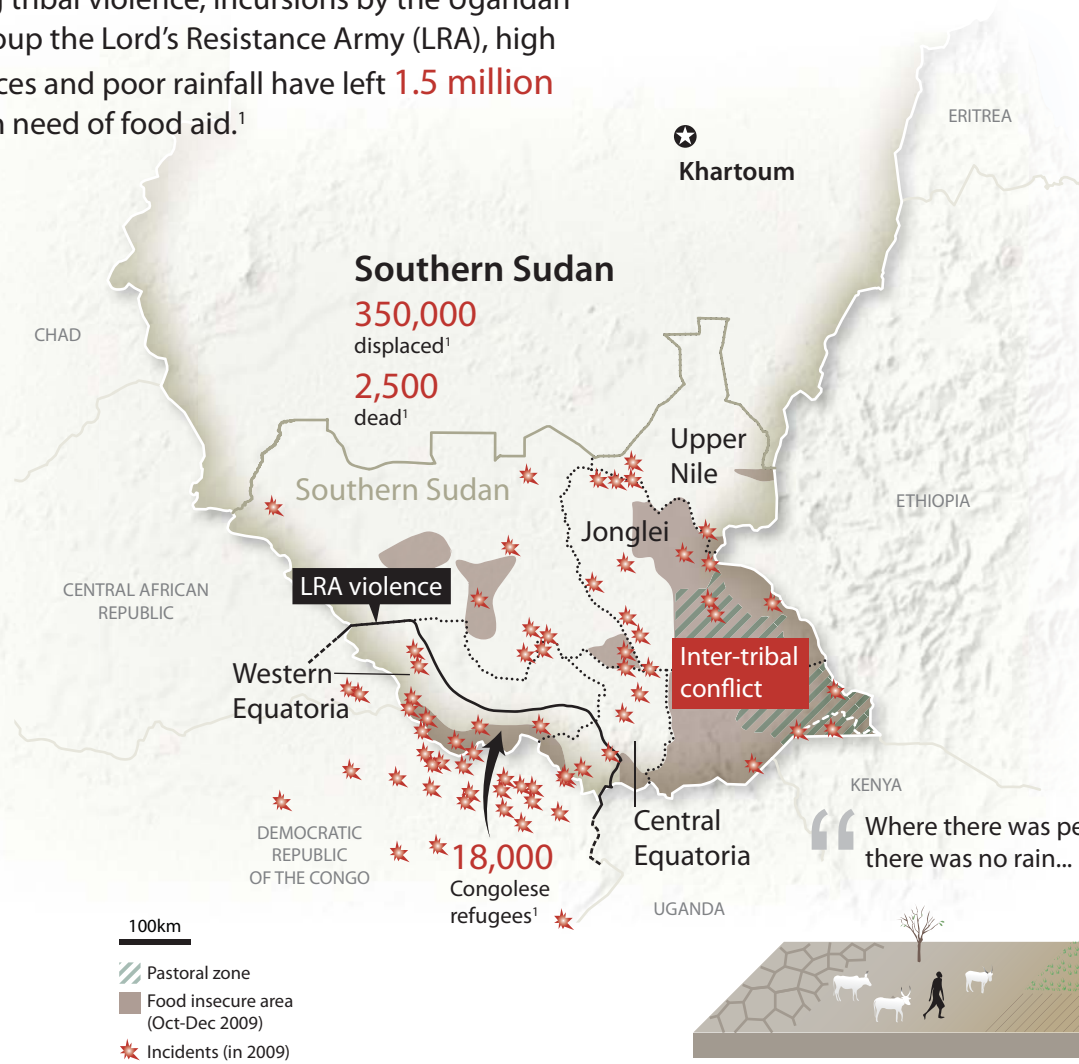 tribal violence, incursions by the Ugandan
the Lord's Resistance Army (LRA), high
and poor rainfall have left 1.5 million
need of food aid.1
ERITREA
Khartoum
Southern Sudan
350,000
displaced1
2,500
dead1
CHAD
Upper
Nile
Southern Sudan
ETHIOPIA
Jonglei
CENTRAL AFRICAN
REPUBLIC
LRA violence
Inter-tribal
conflict
Western
Equatoria
KENYA
“ Where there was
there was no rain...
Central
Equatoria
DEMOCRATIC
REPUBLIC
OF THE CONGO
18,000
Congolese
refugees1
UGANDA
100km
Pastoral zone
Food insecure area
(Oct-Dec 2009)
Incidents (in 2009)